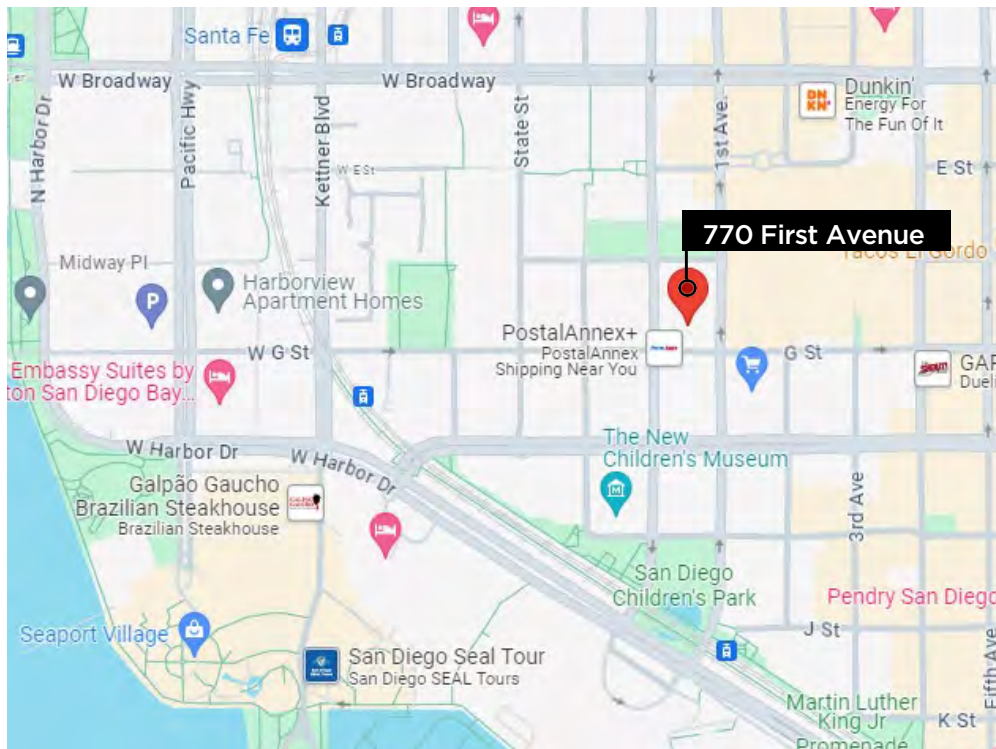 Santa Fe
W Broadway
W Broadway
Dunkin'
Energy For
The Fun Of It
N Harbor Dr
Pacific Hwy
Kettner Blvd
State St
1st Ave.
W E St
E St
770 First Avenue
Tacos El Gordo
Midway Pl
P
Harborview
Apartment Homes
PostalAnnex+
PostalAnnex
Shipping Near You
W G St
G St
GAR
Duelin
Embassy Suites by
ton San Diego Bay...
W Harbor Dr
W Harbor Dr
The New
Children's Museum
M
Galpão Gaucho
Brazilian Steakhouse
Brazilian Steakhouse
3rd Ave
San Diego
Children's Park
Pendry San Diego
J St
Seaport Village
San Diego Seal Tour
San Diego SEAL Tours
Fifth Ave
Martin Luther
King Jr
Promenade
K St